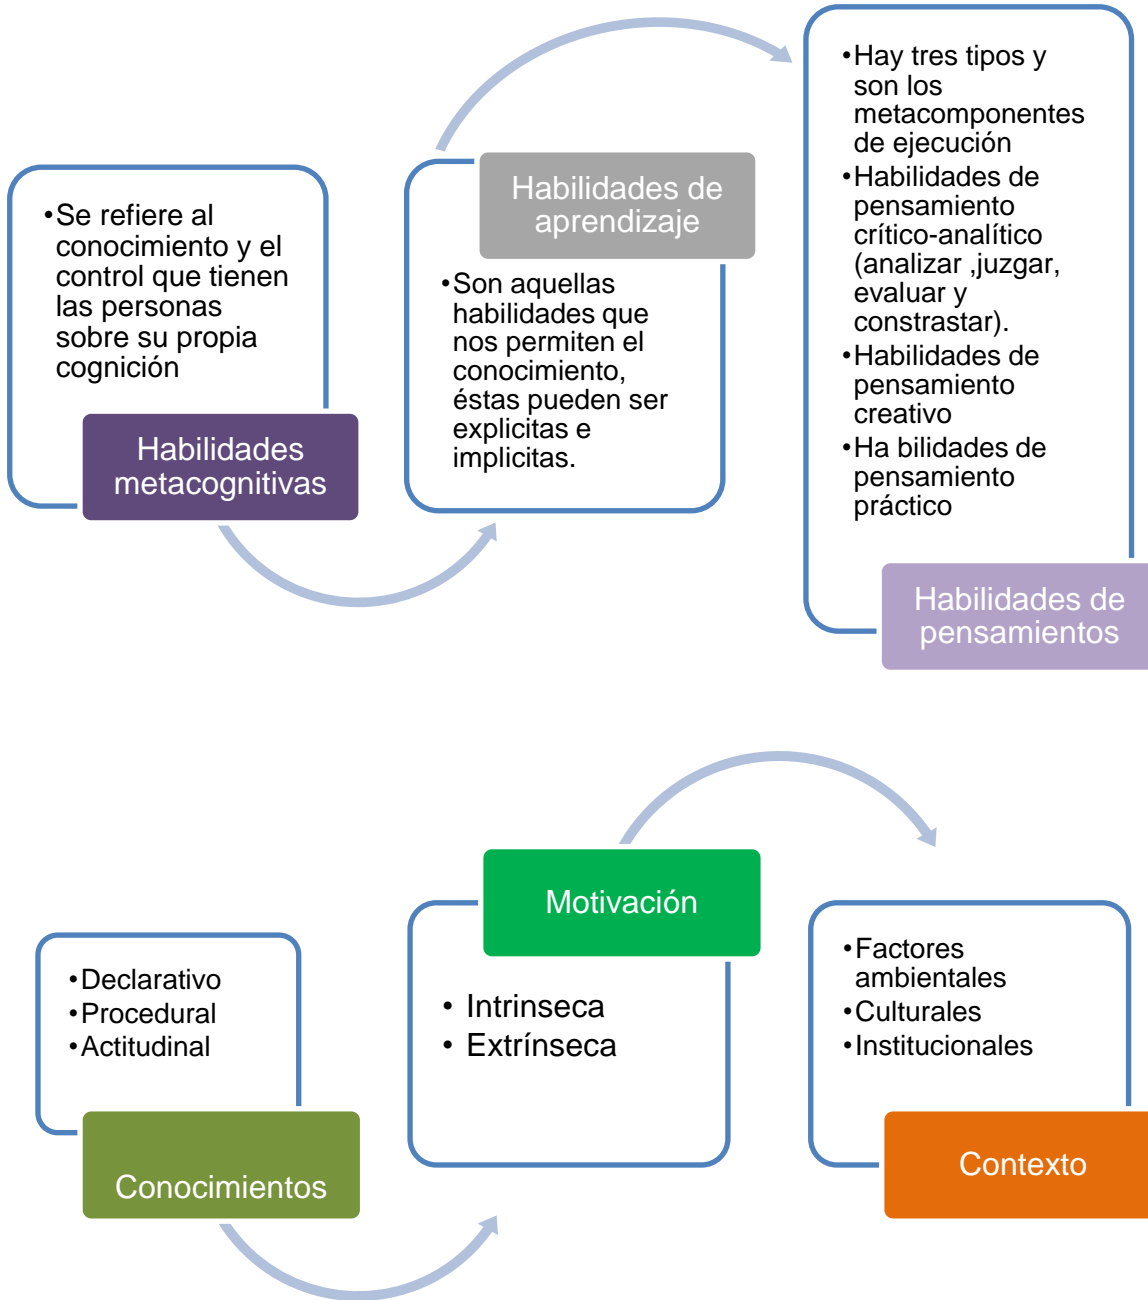 •Se refiere al
conocimiento y el
control que tienen
las personas
sobre su propia
cognición
Habilidades
metacognitivas
Habilidades de
aprendizaje
•Son aquellas
habilidades que
nos permiten el
conocimiento,
éstas pueden ser
explicitas e
implicitas.
•Hay tres tipos y
son los
metacomponentes
de ejecución
•Habilidades de
pensamiento
crítico-analítico
(analizar ,juzgar,
evaluar y
constrastar).
•Habilidades de
pensamiento
creativo
•Ha bilidades de
pensamiento
práctico
Habilidades de
pensamientos
•Declarativo
•Procedural
•Actitudinal
Conocimientos
Motivación
• Intrinseca
• Extrínseca
•Factores
ambientales
•Culturales
•Institucionales
Contexto